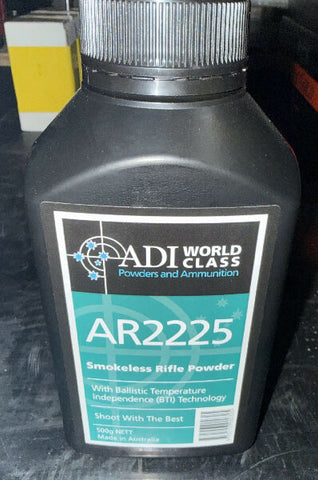 ADI WORLD
CLASS
Powders and Ammunition
AR2225
Smokeless Rifle Powder
With Ballistic Temperature
Independence (BTI) Technology
Shoot With The Best
500g NETT
Made in Australia